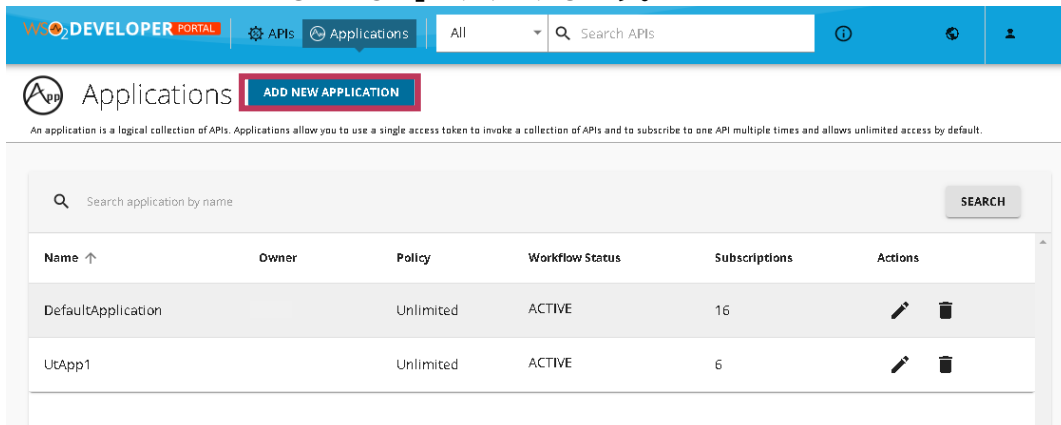 WSO2 DEVELOPER PORTAL APIs Applications All Search APIs
App Applications ADD NEW APPLICATION
An application is a logical collection of APIs. Applications allow you to use a single access token to invoke a collection of APIs and to subscribe to one API multiple times and allows unlimited access by default.
Search application by name SEARCH
Name Owner Policy Workflow Status Subscriptions Actions
DefaultApplication Unlimited ACTIVE 16
UtApp1 Unlimited ACTIVE 6